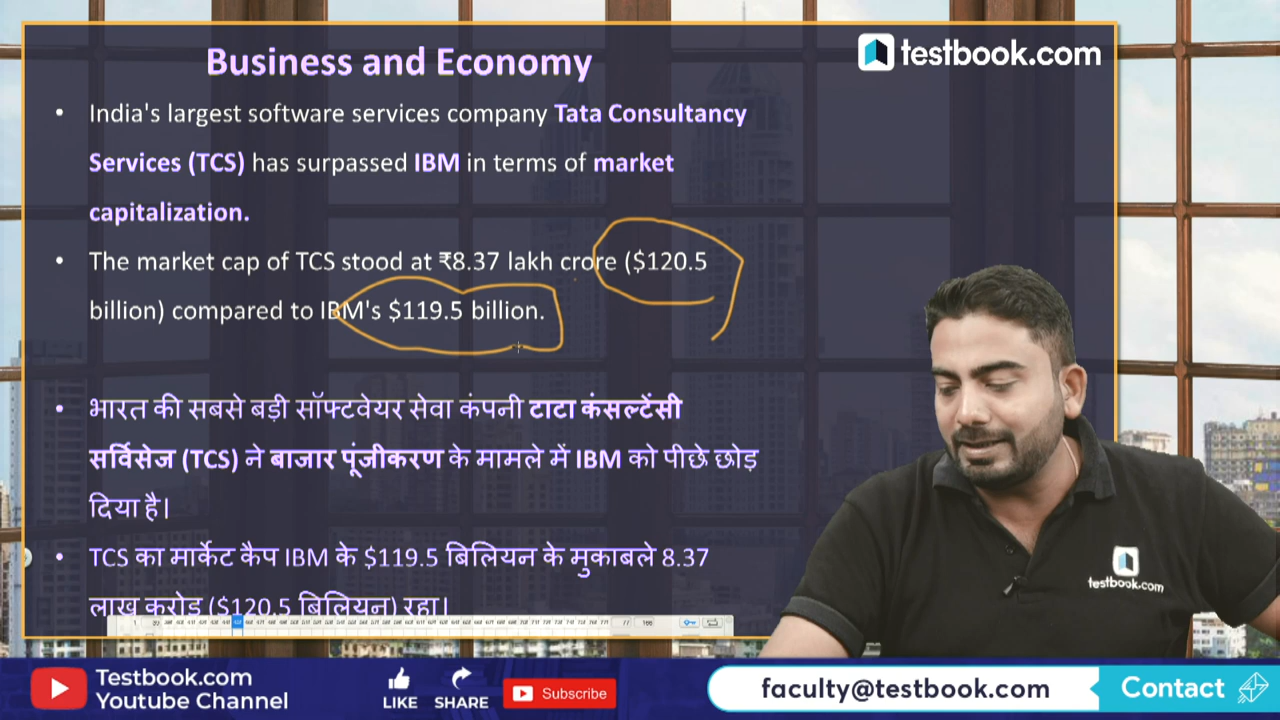 Business and Economy
testbook.com
• India's largest software services company Tata Consultancy
Services (TCS) has surpassed IBM in terms of market
capitalization.
• The market cap of TCS stood at ₹8.37 lakh crore ($120.5
billion) compared to IBM's $119.5 billion.
• भारत की सबसे बड़ी सॉफ्टवेयर सेवा कंपनी टाटा कंसल्टेंसी
सर्विसेज (TCS) ने बाजार पूंजीकरण के मामले में IBM को पीछे छोड़
दिया है।
• TCS का मार्केट कैप IBM के $119.5 बिलियन के मुकाबले 8.37
लाख करोड़ ($120.5 बिलियन) रहा।
testbook.com
Testbook.com
Youtube Channel
LIKE
SHARE
Subscribe
faculty@testbook.com
Contact